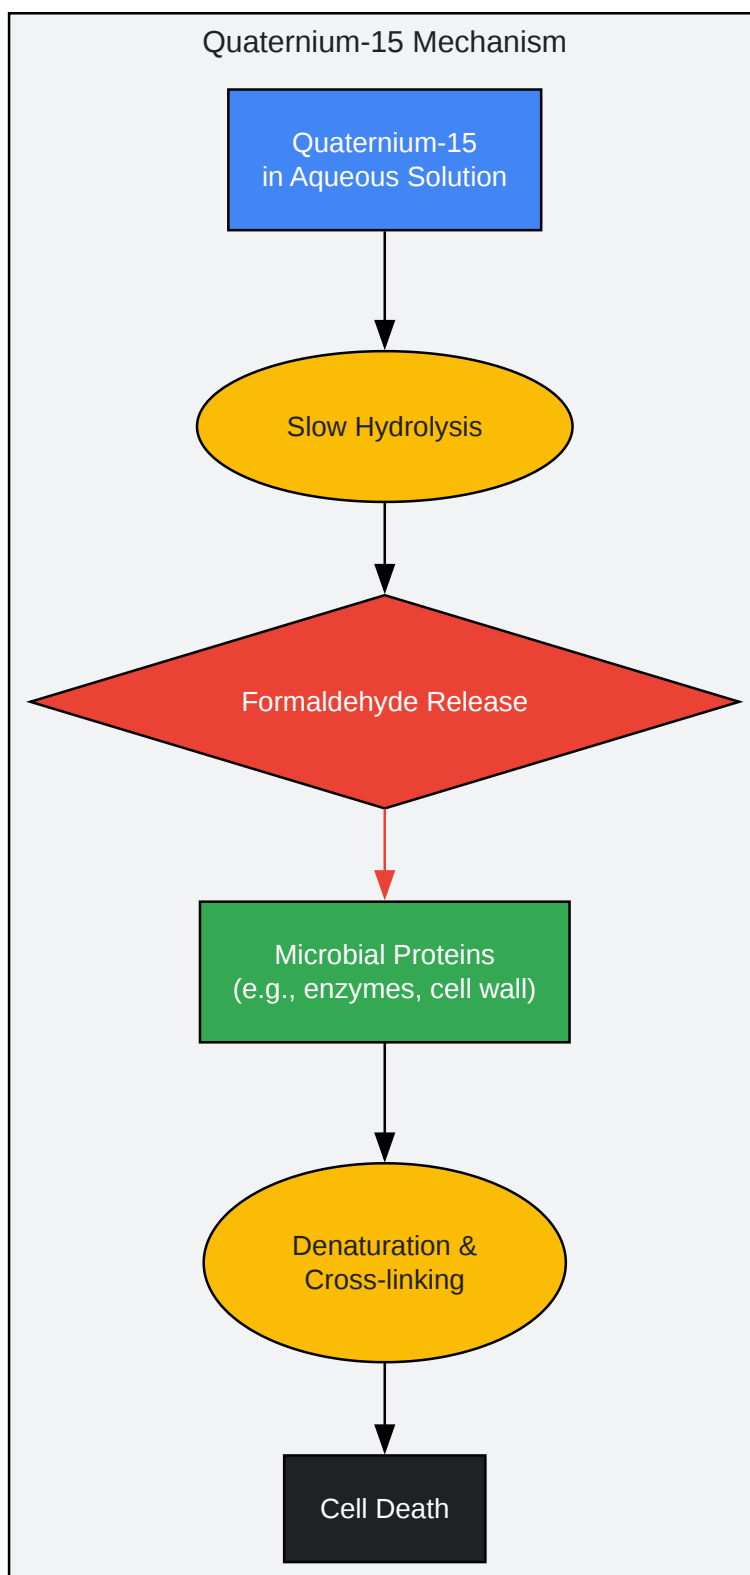 Quaternium-15 Mechanism
Quaternium-15
in Aqueous Solution
Slow Hydrolysis
Formaldehyde Release
Microbial Proteins
(e.g., enzymes, cell wall)
Denaturation &
Cross-linking
Cell Death